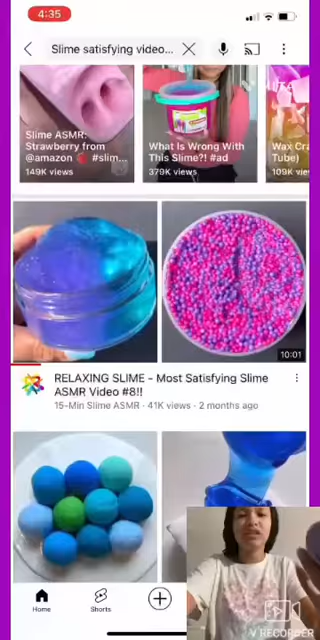 4:35
Slime satisfying video...
Slime ASMR:
Strawberry from
@amazon 🍓 #slim...
149K views
What Is Wrong With
This Slime?! #ad
379K views
Wax Cra
Tube)
109K vie
10:01
RELAXING SLIME - Most Satisfying Slime
ASMR Video #8!!
15-Min Slime ASMR · 41K views · 2 months ago
Home
Shorts
V RECORDER